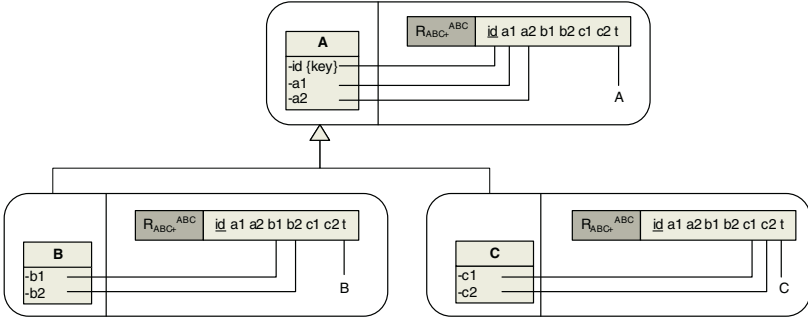 A
-id {key}
-a1
-a2
R_ABC+^ABC id a1 a2 b1 b2 c1 c2 t
A
B
-b1
-b2
R_ABC+^ABC id a1 a2 b1 b2 c1 c2 t
B
C
-c1
-c2
R_ABC+^ABC id a1 a2 b1 b2 c1 c2 t
C